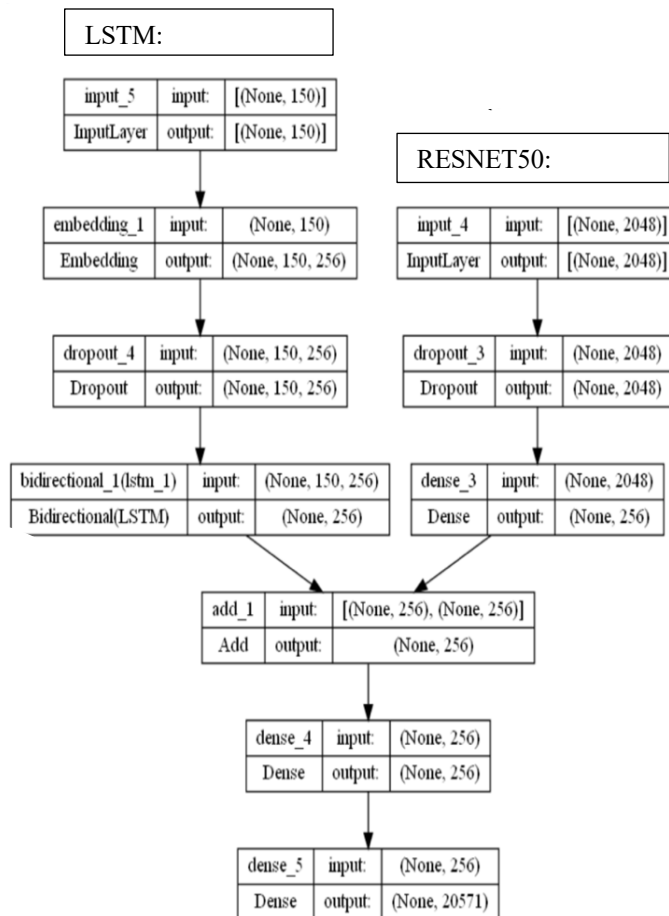 LSTM:
input_5 input: [(None, 150)]
InputLayer output: [(None, 150)]
embedding_1 input: (None, 150)
Embedding output: (None, 150, 256)
dropout_4 input: (None, 150, 256)
Dropout output: (None, 150, 256)
bidirectional_1(lstm_1) input: (None, 150, 256)
Bidirectional(LSTM) output: (None, 256)
RESNET50:
input_4 input: [(None, 2048)]
InputLayer output: [(None, 2048)]
dropout_3 input: (None, 2048)
Dropout output: (None, 2048)
dense_3 input: (None, 2048)
Dense output: (None, 256)
add_1 input: [(None, 256), (None, 256)]
Add output: (None, 256)
dense_4 input: (None, 256)
Dense output: (None, 256)
dense_5 input: (None, 256)
Dense output: (None, 20571)